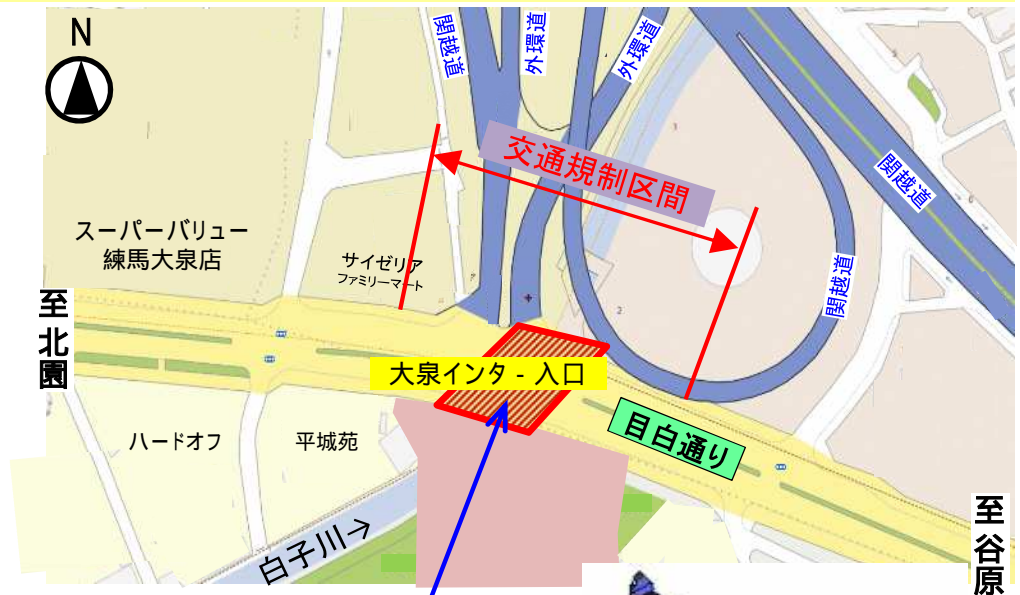 N
関越道
外環道
外環道
関越道
交通規制区間
スーパーバリュー
練馬大泉店
サイゼリア
ファミリーマート
関越道
至北園
大泉インタ - 入口
目白通り
ハードオフ
平城苑
白子川→
至谷原